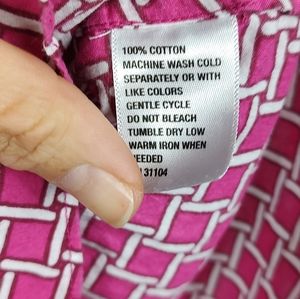 100% COTTON
MACHINE WASH COLD
SEPARATELY OR WITH
LIKE COLORS
GENTLE CYCLE
DO NOT BLEACH
TUMBLE DRY LOW
WARM IRON WHEN
NEEDED
31104